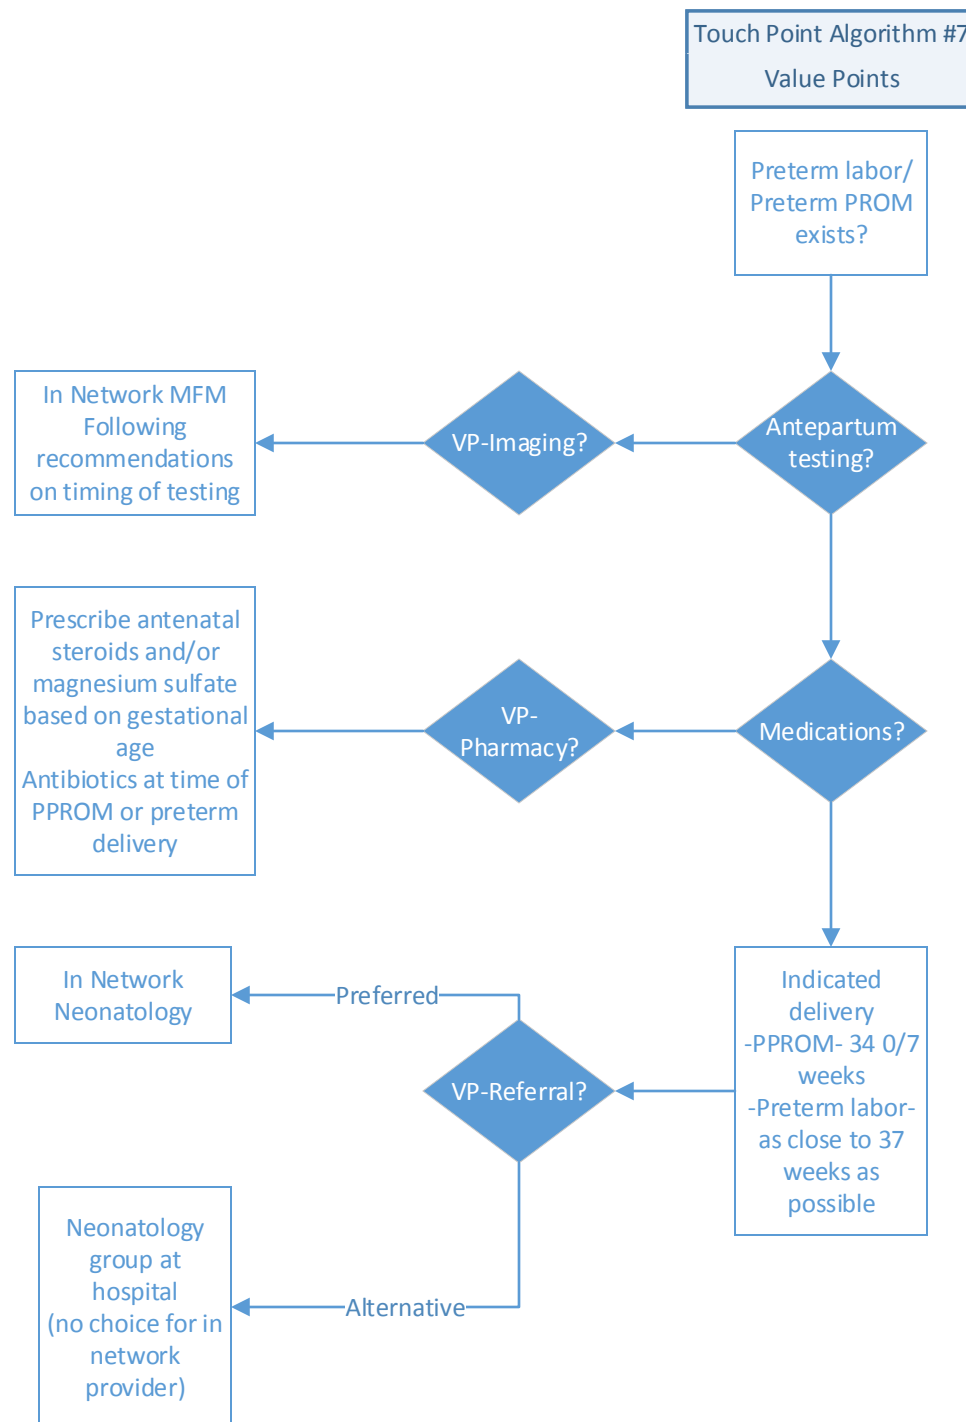 Touch Point Algorithm #7
Value Points
Preterm labor/
Preterm PROM
exists?
Antepartum
testing?
VP-Imaging?
In Network MFM
Following
recommendations
on timing of testing
Medications?
VP-
Pharmacy?
Prescribe antenatal
steroids and/or
magnesium sulfate
based on gestational
age
Antibiotics at time of
PPROM or preterm
delivery
Indicated
delivery
-PPROM- 34 0/7
weeks
-Preterm labor-
as close to 37
weeks as
possible
VP-Referral?
Preferred
In Network
Neonatology
Alternative
Neonatology
group at
hospital
(no choice for in
network
provider)